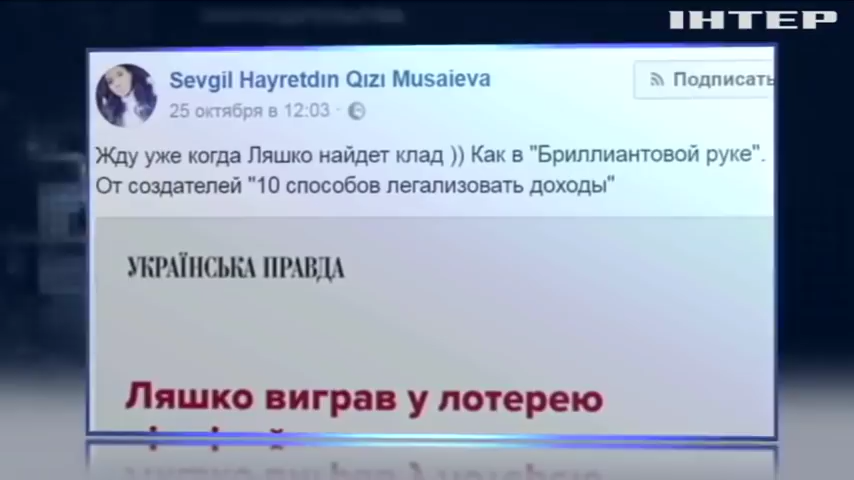 ІНТЕР
Sevgil Hayretdın Qızı Musaieva
Подписать
25 октября в 12:03 ·
Жду уже когда Ляшко найдет клад )) Как в "Бриллиантовой руке".
От создателей "10 способов легализовать доходы"
УКРАЇНСЬКА ПРАВДА
Ляшко виграв у лотерею